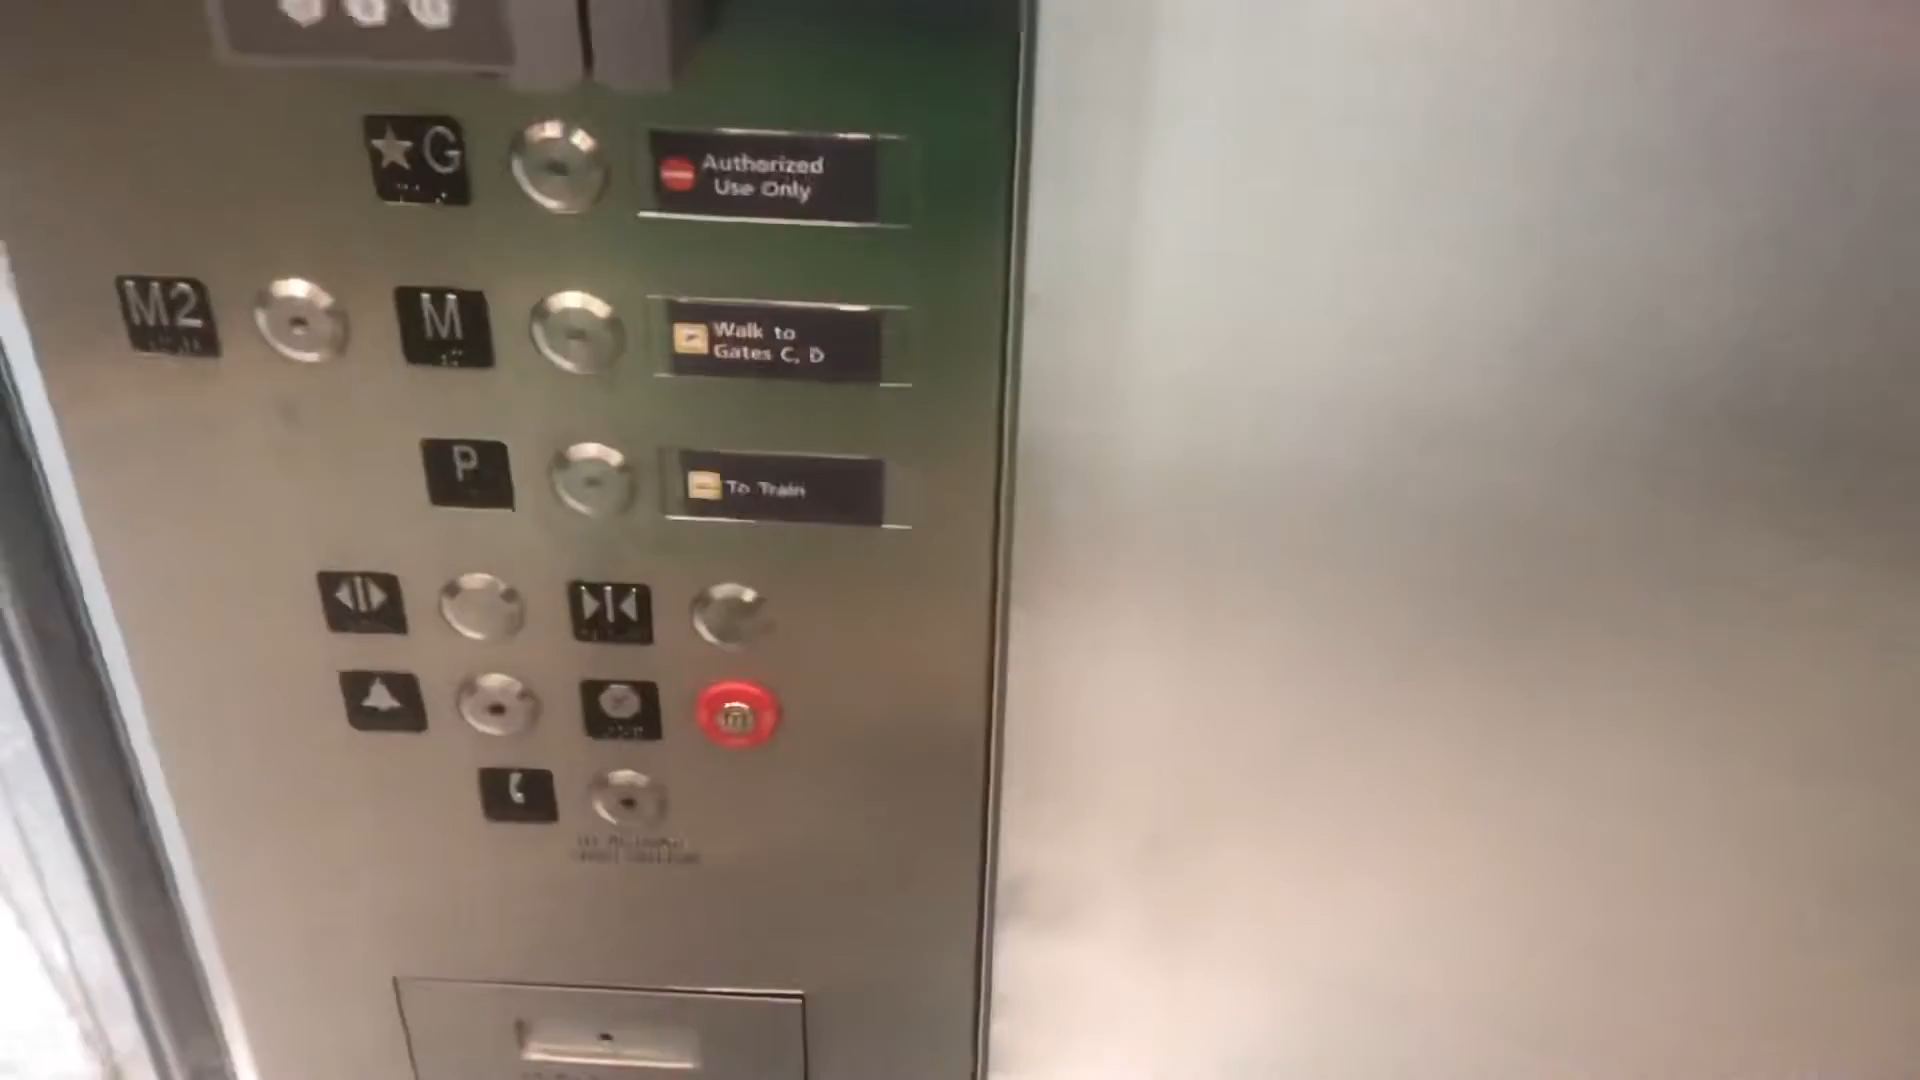 ★G
Authorized
Use Only
M2
M
Walk to
Gates C, D
P
To Train